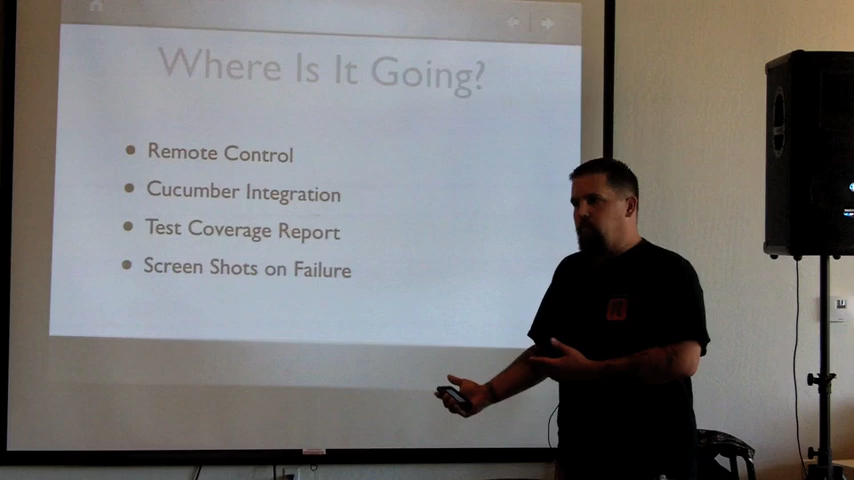 Where Is It Going?
Remote Control
Cucumber Integration
Test Coverage Report
Screen Shots on Failure